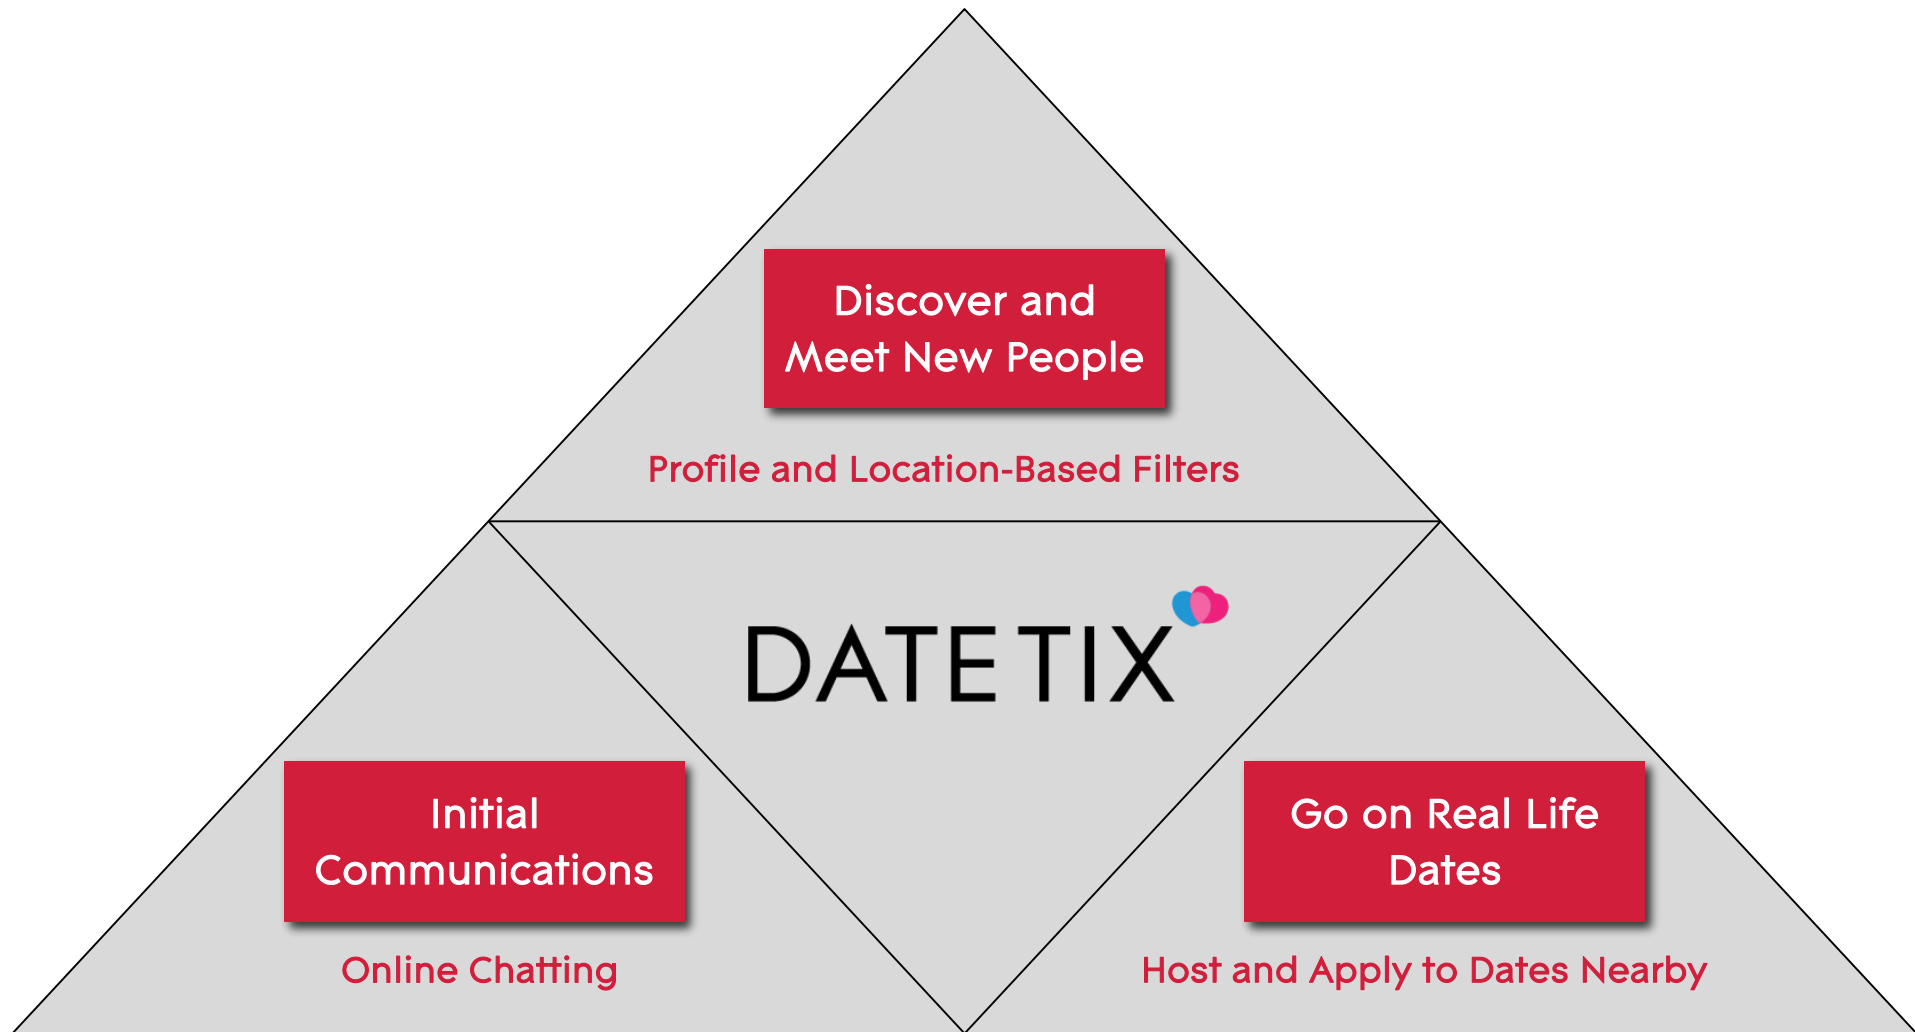 Discover and
Meet New People
Profile and Location-Based Filters
DATE TIX
Initial
Communications
Online Chatting
Go on Real Life
Dates
Host and Apply to Dates Nearby